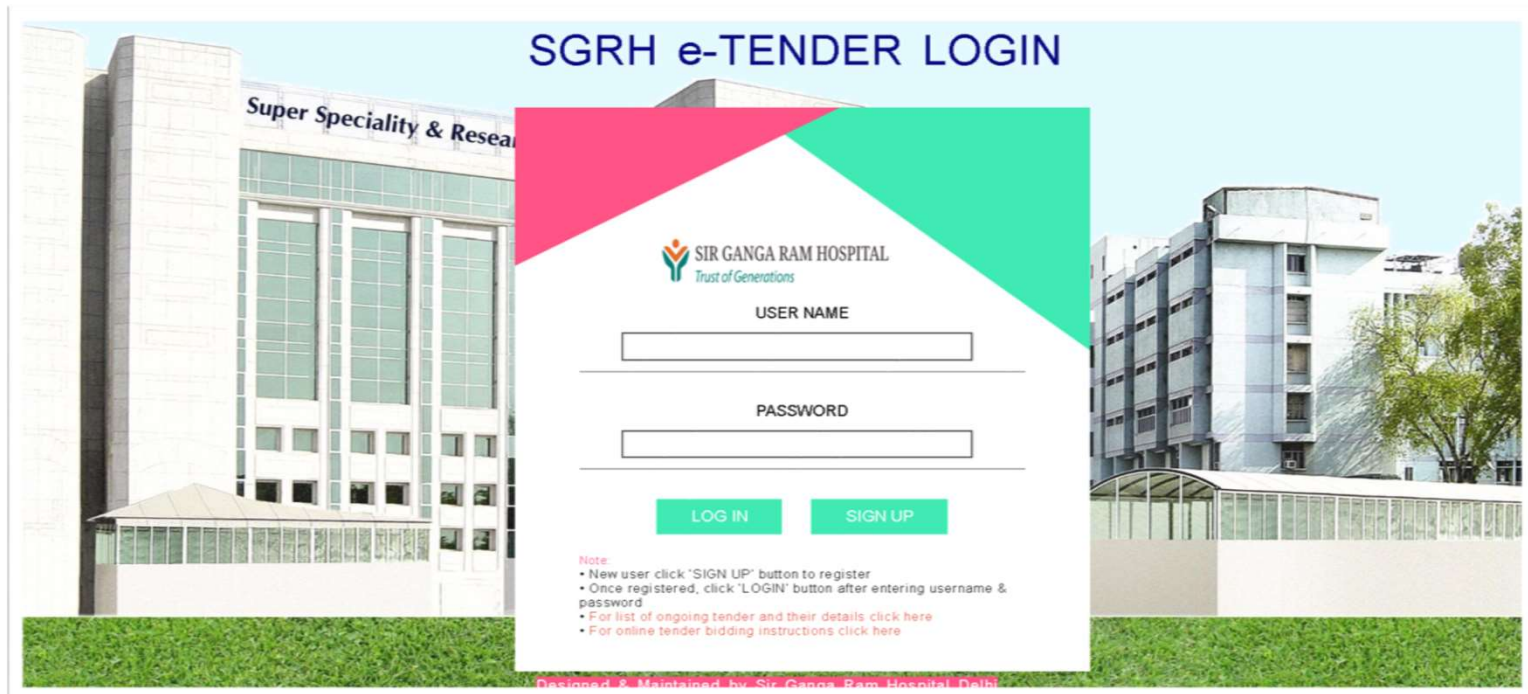 SGRH e-TENDER LOGIN
Super Speciality & Resear
SIR GANGA RAM HOSPITAL
Trust of Generations
USER NAME
PASSWORD
LOG IN
SIGN UP
Note:
• New user click 'SIGN UP' button to register
• Once registered, click 'LOGIN' button after entering username &
password
• For list of ongoing tender and their details click here
• For online tender bidding instructions click here
Designed & Maintained by Sir Ganga Ram Hospital Delhi